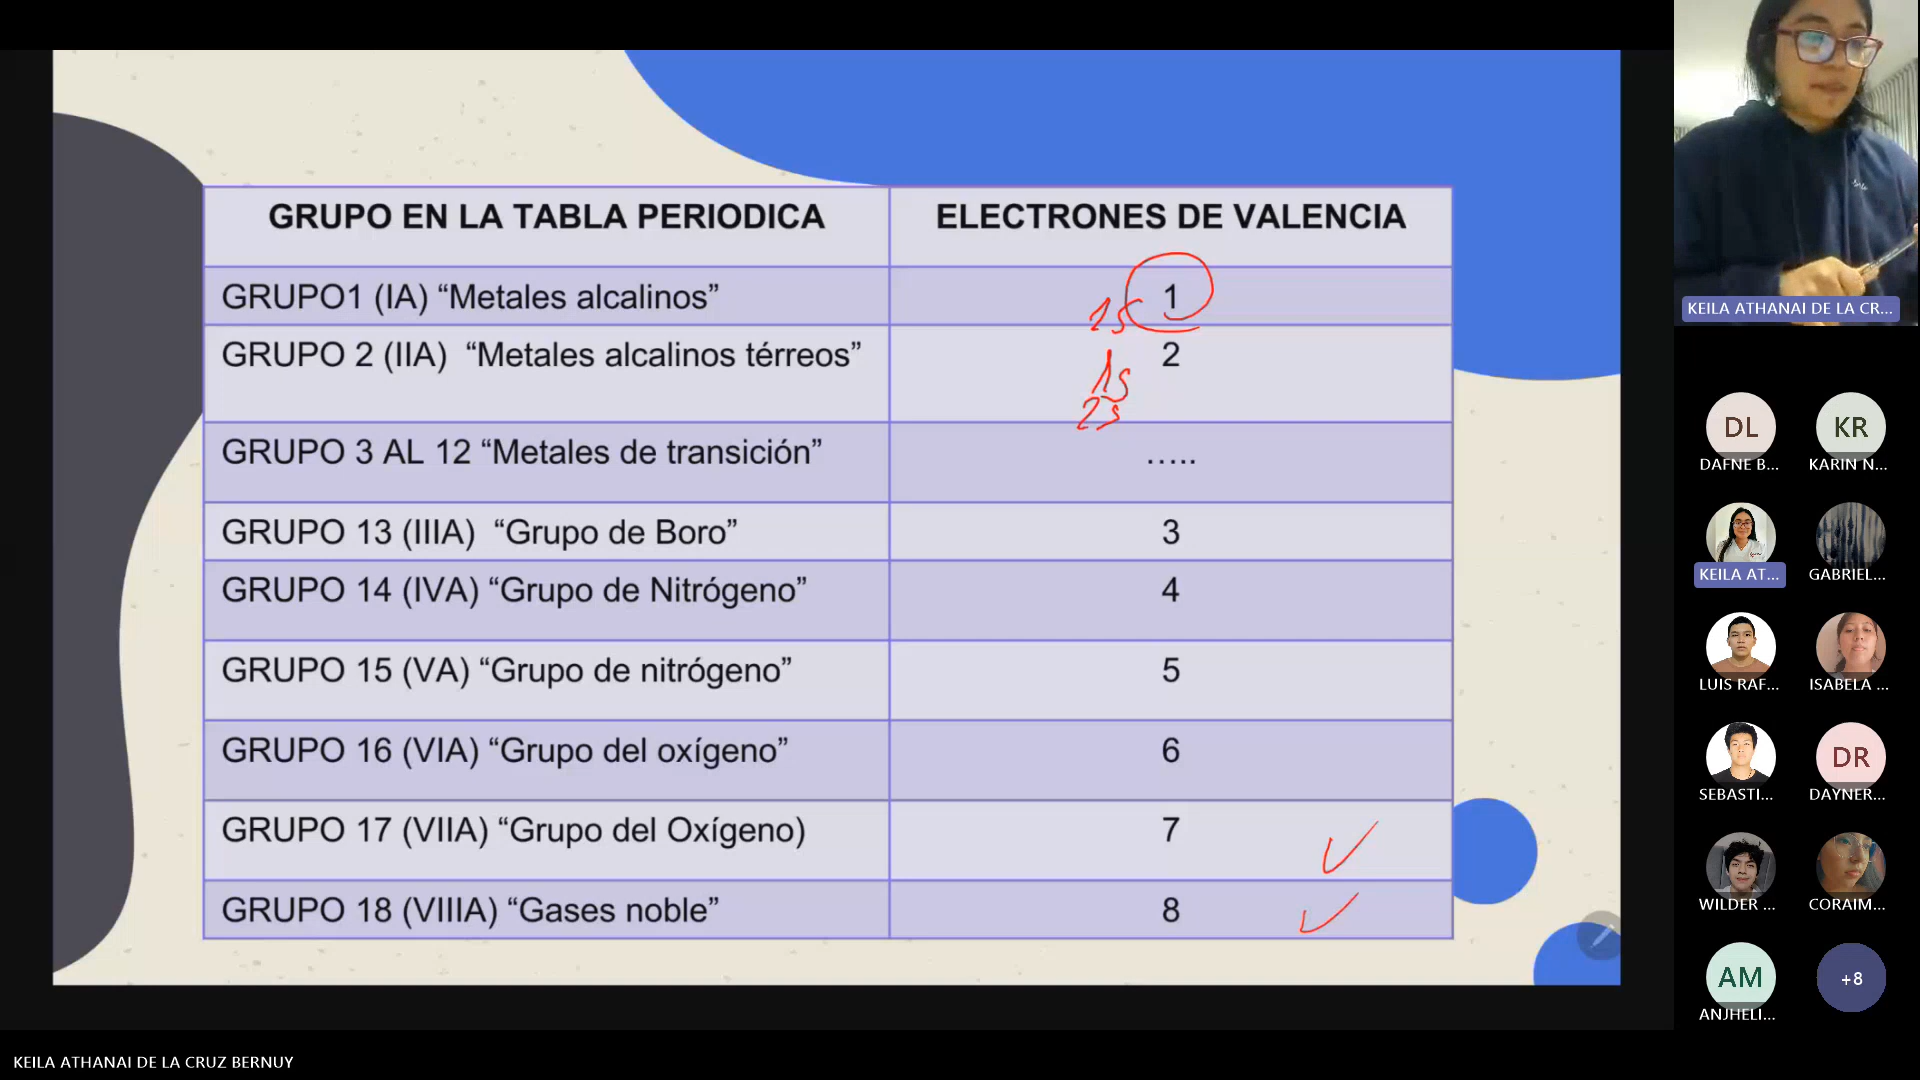 GRUPO EN LA TABLA PERIODICA
ELECTRONES DE VALENCIA
GRUPO1 (IA) “Metales alcalinos”
1
1s
GRUPO 2 (IIA) “Metales alcalinos térreos”
2
1s
2s
GRUPO 3 AL 12 “Metales de transición”
…..
GRUPO 13 (IIIA) “Grupo de Boro”
3
GRUPO 14 (IVA) “Grupo de Nitrógeno”
4
GRUPO 15 (VA) “Grupo de nitrógeno”
5
GRUPO 16 (VIA) “Grupo del oxígeno”
6
GRUPO 17 (VIIA) “Grupo del Oxígeno)
7
GRUPO 18 (VIIIA) “Gases noble”
8
KEILA ATHANAI DE LA CR...
DL
DAFNE B...
KR
KARIN N...
KEILA AT...
GABRIEL...
LUIS RAF...
ISABELA ...
SEBASTI...
DR
DAYNER...
WILDER ...
CORAIM...
AM
ANJHELI...
+8
KEILA ATHANAI DE LA CRUZ BERNUY